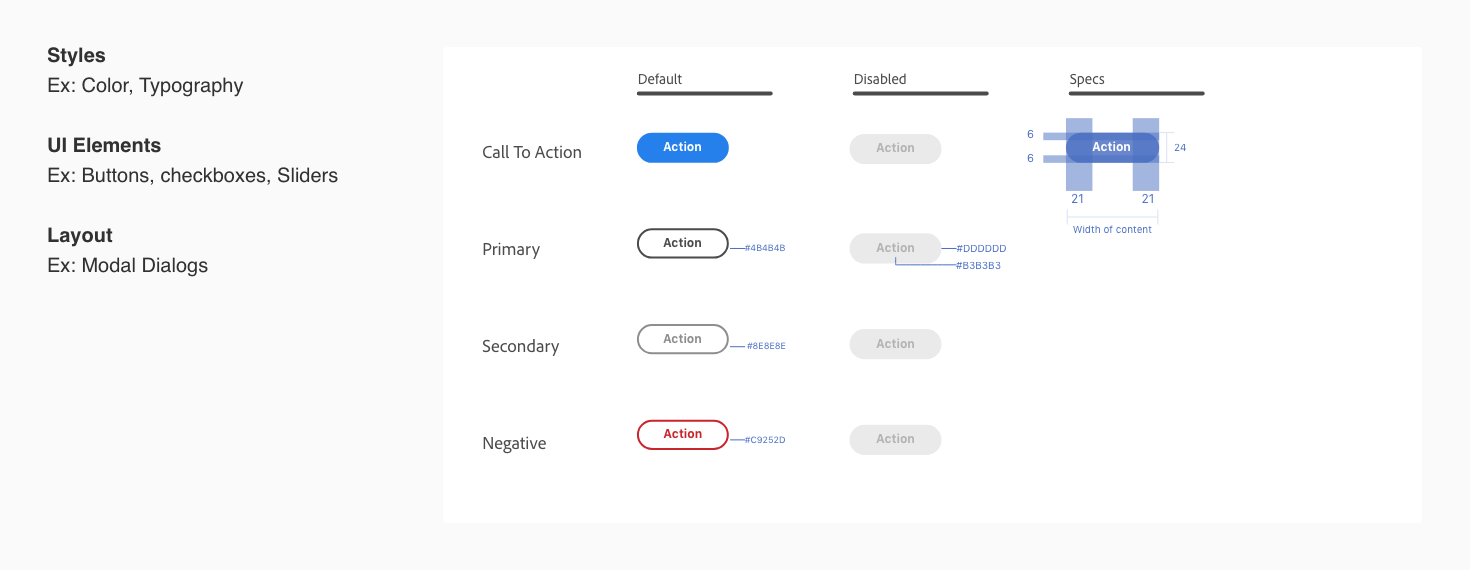 Styles
Ex: Color, Typography
UI Elements
Ex: Buttons, checkboxes, Sliders
Layout
Ex: Modal Dialogs
Default
Disabled
Specs
Call To Action
Action
Action
6
6
Action
24
21
21
Width of content
Primary
Action
#4B4B4B
Action
#DDDDDD
#B3B3B3
Secondary
Action
#8E8E8E
Action
Negative
Action
#C9252D
Action